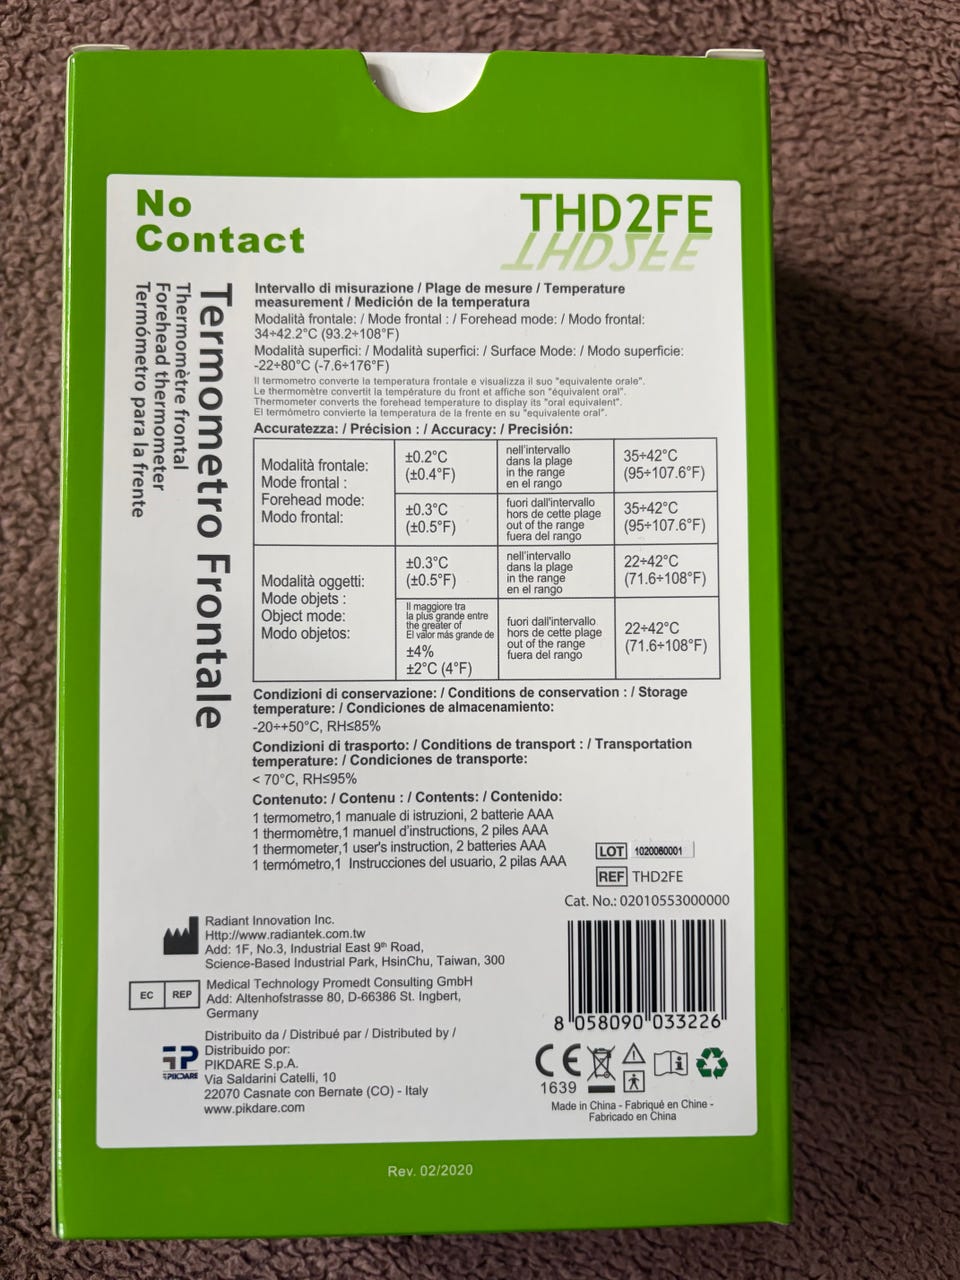 No
Contact
THD2FE
Termometro Frontale
Thermomètre frontal
Forehead thermometer
Termómetro para la frente
Intervallo di misurazione / Plage de mesure / Temperature
measurement / Medición de la temperatura
Modalità frontale: / Mode frontal : / Forehead mode: / Modo frontal:
34÷42.2°C (93.2÷108°F)
Modalità superfici: / Modalità superfici: / Surface Mode: / Modo superficie:
-22÷80°C (-7.6÷176°F)
Il termometro converte la temperatura frontale e visualizza il suo "equivalente orale".
Le thermomètre convertit la température du front et affiche son "équivalent oral".
Thermometer converts the forehead temperature to display its "oral equivalent".
El termómetro convierte la temperatura de la frente en su "equivalente oral".
Accuratezza: / Précision : / Accuracy: / Precisión:
Modalità frontale:
Mode frontal :
Forehead mode:
Modo frontal:
±0.2°C
(±0.4°F)
nell'intervallo
dans la plage
in the range
en el rango
35÷42°C
(95÷107.6°F)
±0.3°C
(±0.5°F)
fuori dall'intervallo
hors de cette plage
out of the range
fuera del rango
35÷42°C
(95÷107.6°F)
Modalità oggetti:
Mode objets :
Object mode:
Modo objetos:
±0.3°C
(±0.5°F)
nell'intervallo
dans la plage
in the range
en el rango
22÷42°C
(71.6÷108°F)
Il maggiore tra
la plus grande entre
the greater of
El valor más grande de
±4%
±2°C (4°F)
fuori dall'intervallo
hors de cette plage
out of the range
fuera del rango
22÷42°C
(71.6÷108°F)
Condizioni di conservazione: / Conditions de conservation : / Storage
temperature: / Condiciones de almacenamiento:
-20÷+50°C, RH≤85%
Condizioni di trasporto: / Conditions de transport : / Transportation
temperature: / Condiciones de transporte:
< 70°C, RH≤95%
Contenuto: / Contenu : / Contents: / Contenido:
1 termometro,1 manuale di istruzioni, 2 batterie AAA
1 thermomètre,1 manuel d'instructions, 2 piles AAA
1 thermometer,1 user's instruction, 2 batteries AAA
1 termómetro,1 Instrucciones del usuario, 2 pilas AAA
LOT 1020060001
REF THD2FE
Cat. No.: 02010553000000
Radiant Innovation Inc.
Http://www.radiantek.com.tw
Add: 1F, No.3, Industrial East 9th Road,
Science-Based Industrial Park, HsinChu, Taiwan, 300
EC REP
Medical Technology Promedt Consulting GmbH
Add: Altenhofstrasse 80, D-66386 St. Ingbert,
Germany
Distribuito da / Distribué par / Distributed by /
Distribuido por:
PIKDARE S.p.A.
Via Saldarini Catelli, 10
22070 Casnate con Bernate (CO) - Italy
www.pikdare.com
PIKDARE
8 058090 033226
CE
1639
Made in China - Fabriqué en Chine -
Fabricado en China
Rev. 02/2020